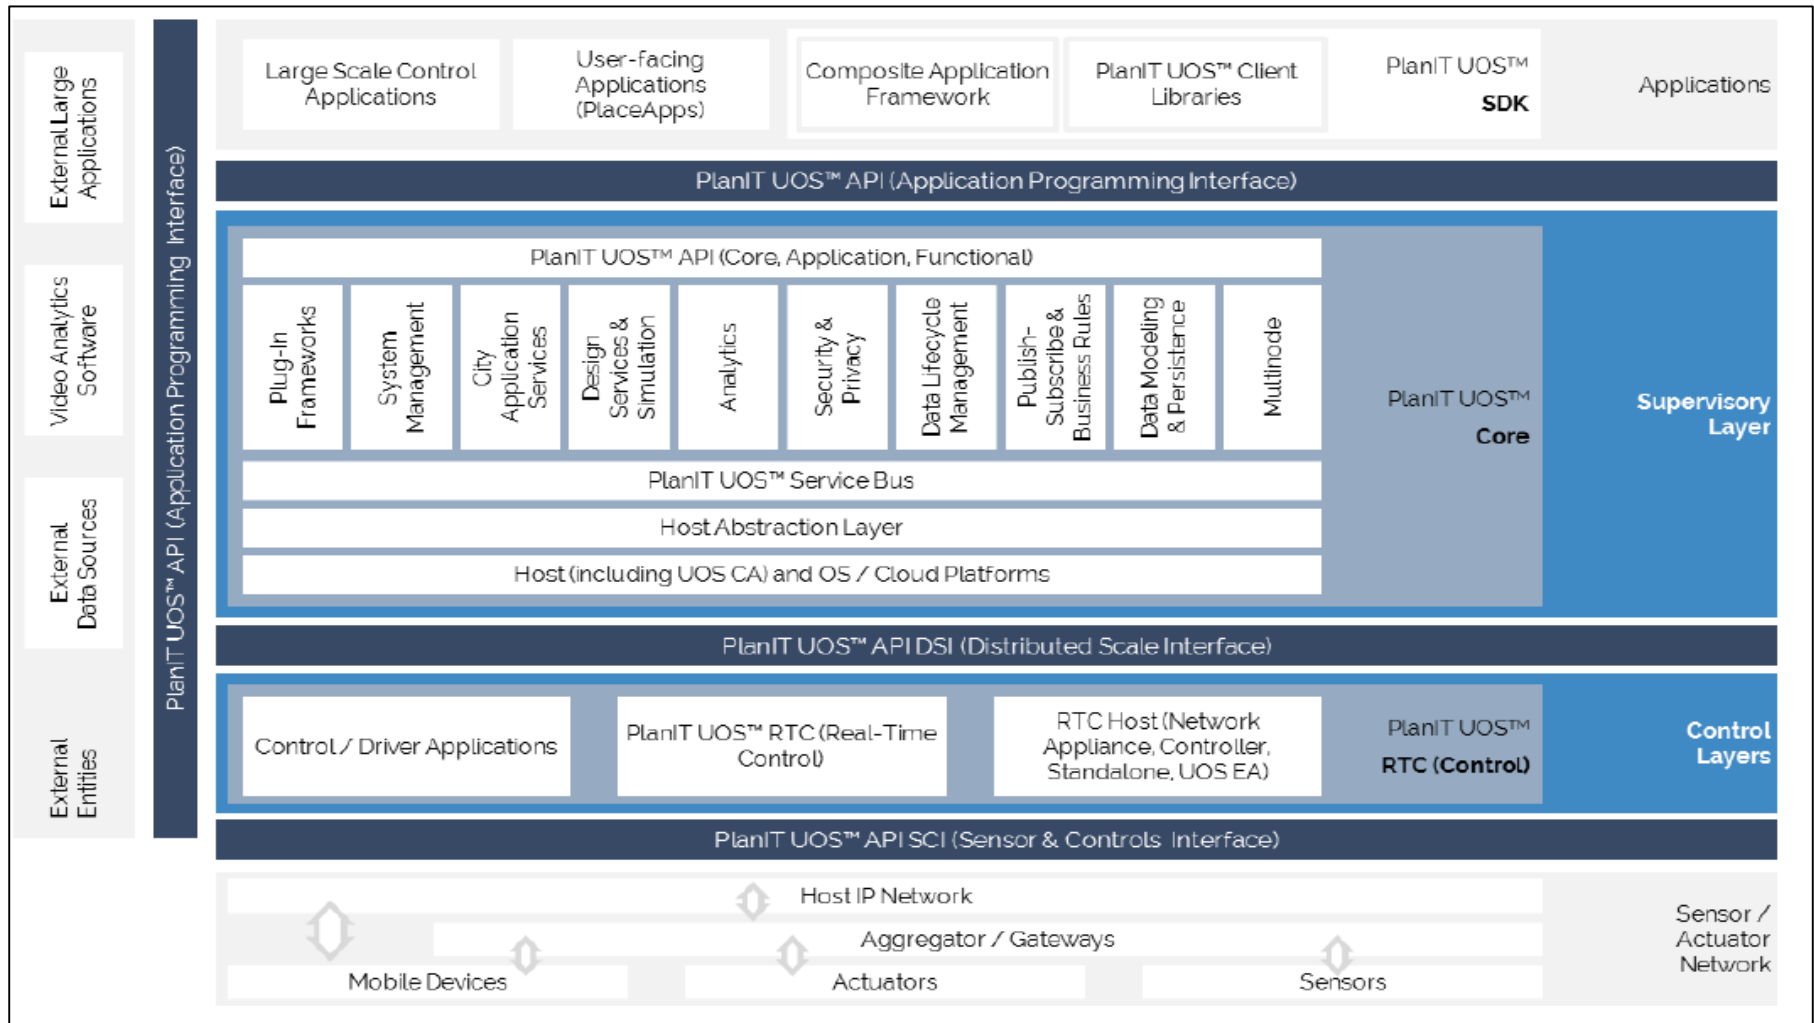 External Large
Applications
Video Analytics
Software
External
Data Sources
External
Entities
PlanIT UOS™ API (Application Programming Interface)
Large Scale Control
Applications
User-facing
Applications
(PlaceApps)
Composite Application
Framework
PlanIT UOS™ Client
Libraries
PlanIT UOS™
SDK
Applications
PlanIT UOS™ API (Application Programming Interface)
PlanIT UOS™ API (Core, Application, Functional)
Plug-In
Frameworks
System
Management
City
Application
Services
Design
Services &
Simulation
Analytics
Security &
Privacy
Data Lifecycle
Management
Publish-
Subscribe &
Business Rules
Data Modeling
& Persistence
Multinode
PlanIT UOS™
Core
Supervisory
Layer
PlanIT UOS™ Service Bus
Host Abstraction Layer
Host (including UOS CA) and OS / Cloud Platforms
PlanIT UOS™ API DSI (Distributed Scale Interface)
Control / Driver Applications
PlanIT UOS™ RTC (Real-Time
Control)
RTC Host (Network
Appliance, Controller,
Standalone, UOS EA)
PlanIT UOS™
RTC (Control)
Control
Layers
PlanIT UOS™ API SCI (Sensor & Controls Interface)
Host IP Network
Aggregator / Gateways
Mobile Devices
Actuators
Sensors
Sensor /
Actuator
Network